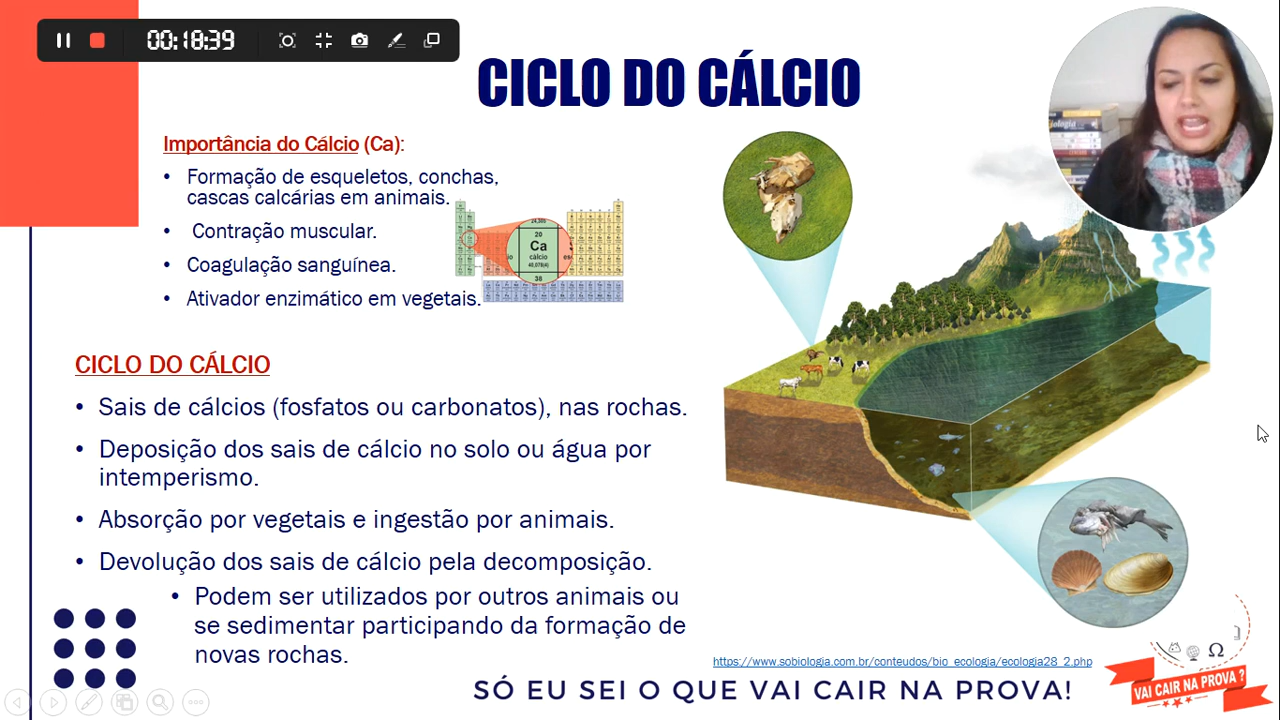 00:18:39
CICLO DO CÁLCIO
Importância do Cálcio (Ca):
• Formação de esqueletos, conchas,
cascas calcárias em animais.
• Contração muscular.
• Coagulação sanguínea.
• Ativador enzimático em vegetais.
20
Ca
cálcio
38
CICLO DO CÁLCIO
• Sais de cálcios (fosfatos ou carbonatos), nas rochas.
• Deposição dos sais de cálcio no solo ou água por
intemperismo.
• Absorção por vegetais e ingestão por animais.
• Devolução dos sais de cálcio pela decomposição.
• Podem ser utilizados por outros animais ou
se sedimentar participando da formação de
novas rochas.
https://www.sobiologia.com.br/conteudos/bio_ecologia/ecologia28_2.php
SÓ EU SEI O QUE VAI CAIR NA PROVA!
Ω
VAI CAIR NA PROVA?